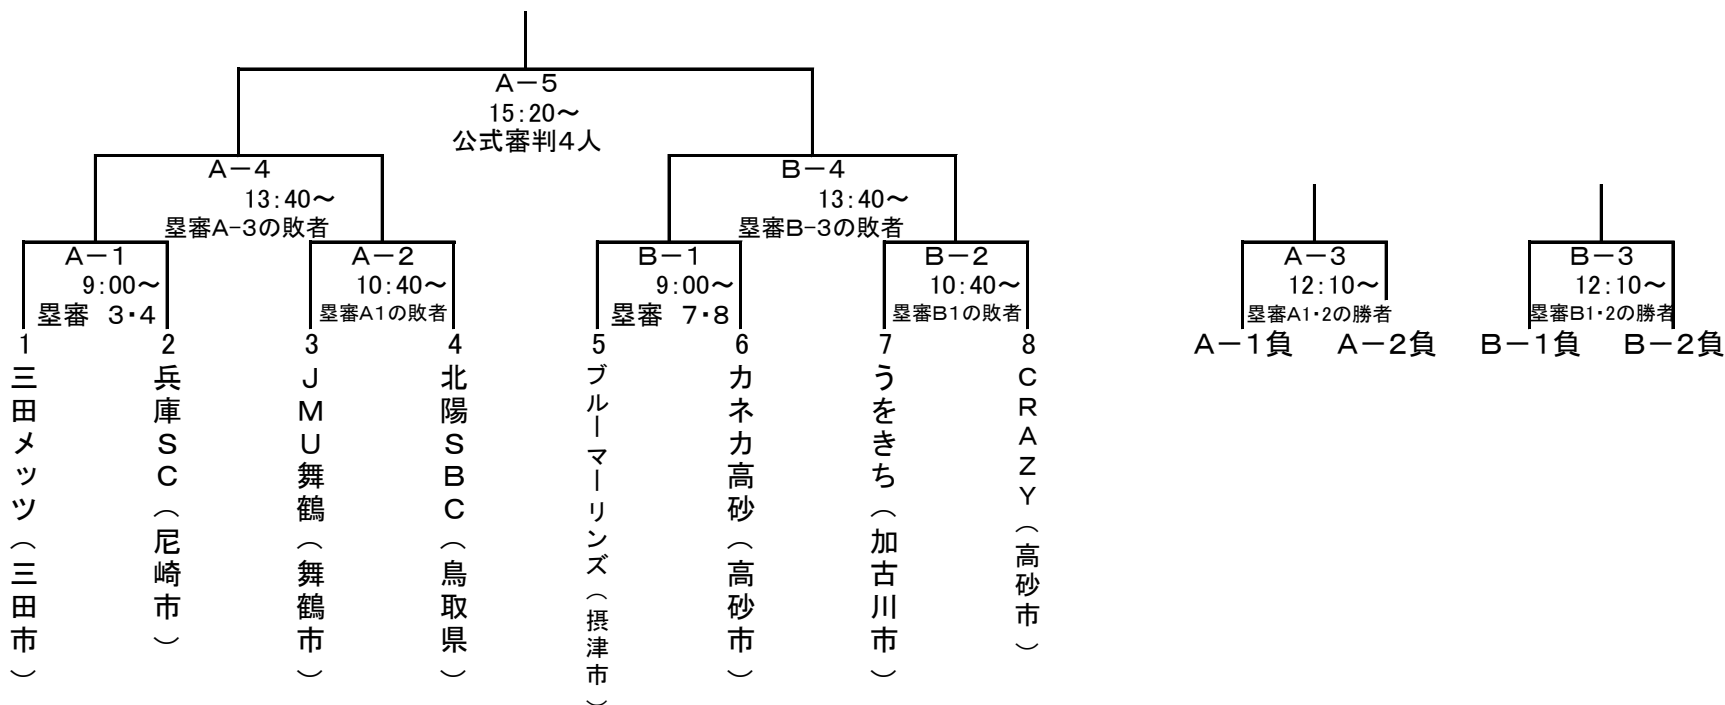 A－5
15:20～
公式審判4人
A－4
13:40～
塁審A-3の敗者
B－4
13:40～
塁審B-3の敗者
A－1
9:00～
塁審 3・4
A－2
10:40～
塁審A1の敗者
B－1
9:00～
塁審 7・8
B－2
10:40～
塁審B1の敗者
A－3
12:10～
塁審A1・2の勝者
B－3
12:10～
塁審B1・2の勝者
1
2
3
4
5
6
7
8
A－1負
A－2負
B－1負
B－2負
三田メッツ（三田市）
兵庫SC（尼崎市）
JMU舞鶴（舞鶴市）
北陽SBC（鳥取県）
ブルーマーリンズ（摂津市）
カネカ高砂（高砂市）
うをきち（加古川市）
CRAZY（高砂市）